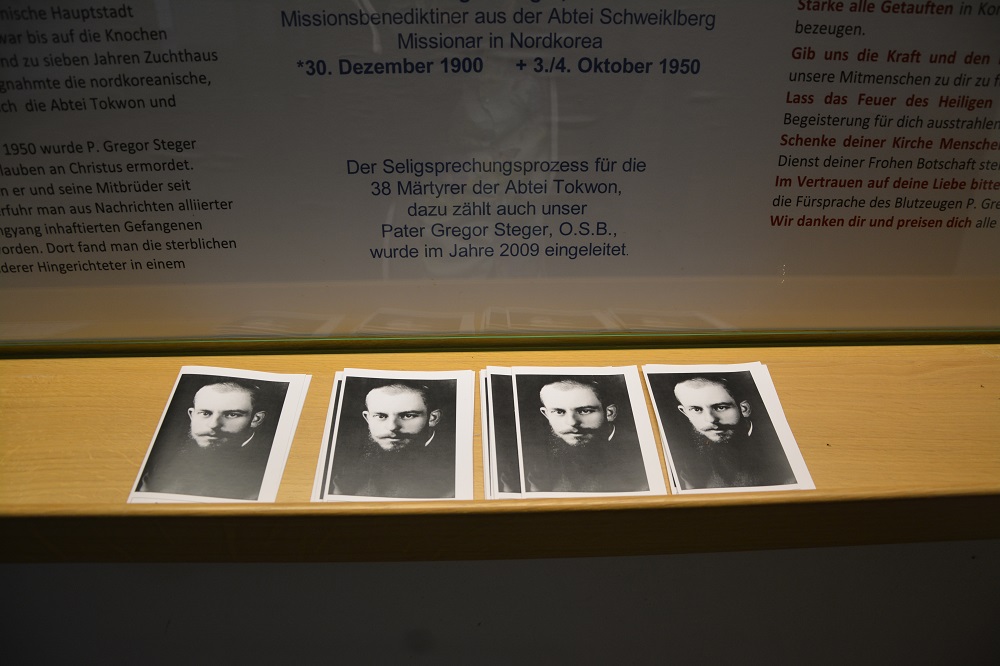 nische Hauptstadt
war bis auf die Knochen
nd zu sieben Jahren Zuchthaus
gnahmte die nordkoreanische,
ch die Abtei Tokwon und
1950 wurde P. Gregor Steger
lauben an Christus ermordet.
n er und seine Mitbrüder seit
rfuhr man aus Nachrichten alliierter
ngyang inhaftierten Gefangenen
orden. Dort fand man die sterblichen
derer Hingerichteter in einem
Missionsbenediktiner aus der Abtei Schweiklberg
Missionar in Nordkorea
*30. Dezember 1900 + 3./4. Oktober 1950
Der Seligsprechungsprozess für die
38 Märtyrer der Abtei Tokwon,
dazu zählt auch unser
Pater Gregor Steger, O.S.B.,
wurde im Jahre 2009 eingeleitet.
Stärke alle Getauften in Kon
bezeugen.
Gib uns die Kraft und den
unsere Mitmenschen zu dir zu f
Lass das Feuer des Heiligen
Begeisterung für dich ausstrahlen
Schenke deiner Kirche Menschen
Dienst deiner Frohen Botschaft ste
Im Vertrauen auf deine Liebe bitte
die Fürsprache des Blutzeugen P. Gre
Wir danken dir und preisen dich alle